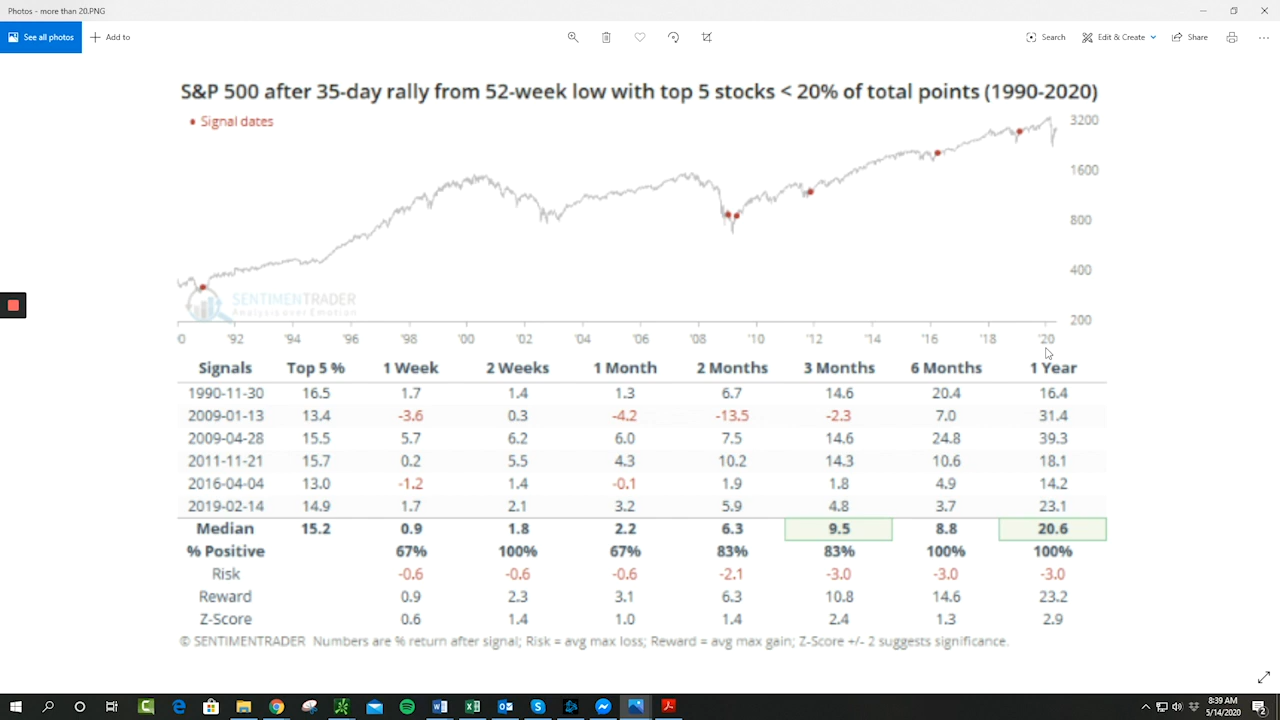 Photos - more than 20.PNG
See all photos Add to Search Edit & Create Share
S&P 500 after 35-day rally from 52-week low with top 5 stocks < 20% of total points (1990-2020)
• Signal dates
3200
1600
800
400
200
SENTIMENTRADER
Analysis over Emotion
0 '92 '94 '96 '98 '00 '02 '04 '06 '08 '10 '12 '14 '16 '18 '20
Signals Top 5 % 1 Week 2 Weeks 1 Month 2 Months 3 Months 6 Months 1 Year
1990-11-30 16.5 1.7 1.4 1.3 6.7 14.6 20.4 16.4
2009-01-13 13.4 -3.6 0.3 -4.2 -13.5 -2.3 7.0 31.4
2009-04-28 15.5 5.7 6.2 6.0 7.5 14.6 24.8 39.3
2011-11-21 15.7 0.2 5.5 4.3 10.2 14.3 10.6 18.1
2016-04-04 13.0 -1.2 1.4 -0.1 1.9 1.8 4.9 14.2
2019-02-14 14.9 1.7 2.1 3.2 5.9 4.8 3.7 23.1
Median 15.2 0.9 1.8 2.2 6.3 9.5 8.8 20.6
% Positive 67% 100% 67% 83% 83% 100% 100%
Risk -0.6 -0.6 -0.6 -2.1 -3.0 -3.0 -3.0
Reward 0.9 2.3 3.1 6.3 10.8 14.6 23.2
Z-Score 0.6 1.4 1.0 1.4 2.4 1.3 2.9
© SENTIMENTRADER Numbers are % return after signal; Risk = avg max loss; Reward = avg max gain; Z-Score +/- 2 suggests significance.
8:39 AM
5/14/2020